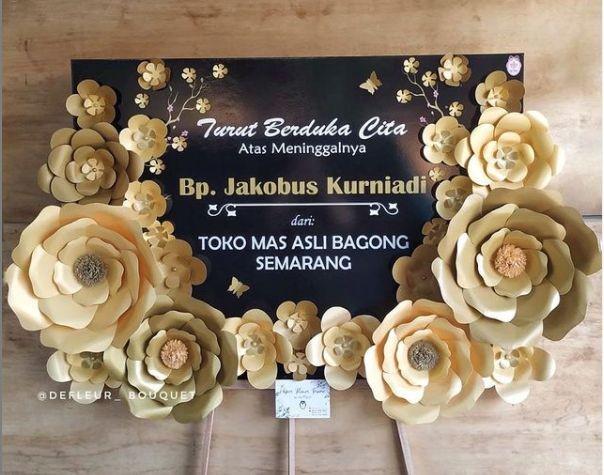 Turut Berduka Cita
Atas Meninggalnya
Bp. Jakobus Kurniadi
dari:
TOKO MAS ASLI BAGONG
SEMARANG
@DEFLEUR_ BOUQUET